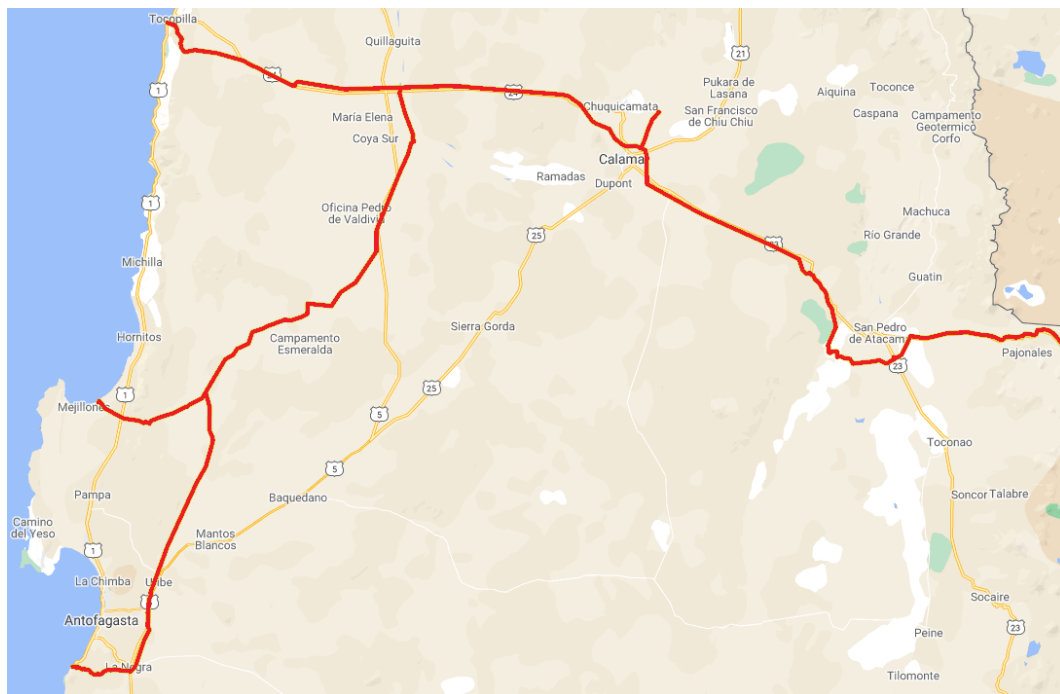 Tocopilla
Quillagüita
21
Pukara de
Lasana
Toconce
Aiquina
24
1
24
Chuquicamata
San Francisco
de Chiu Chiu
Caspana
Campamento
Geotermico
Corfo
María Elena
Coya Sur
Calama
Ramadas
Dupont
1
Oficina Pedro
de Valdivia
Machuca
25
23
Río Grande
Michilla
Guatin
Hornitos
Sierra Gorda
San Pedro
de Atacama
Campamento
Esmeralda
Pajonales
23
25
1
Mejillones
5
Toconao
5
Pampa
Baquedano
Soncor
Talabre
Camino
del Yeso
Mantos
Blancos
1
La Chimba
Uribe
Socaire
Antofagasta
23
Peine
La Negra
Tilomonte